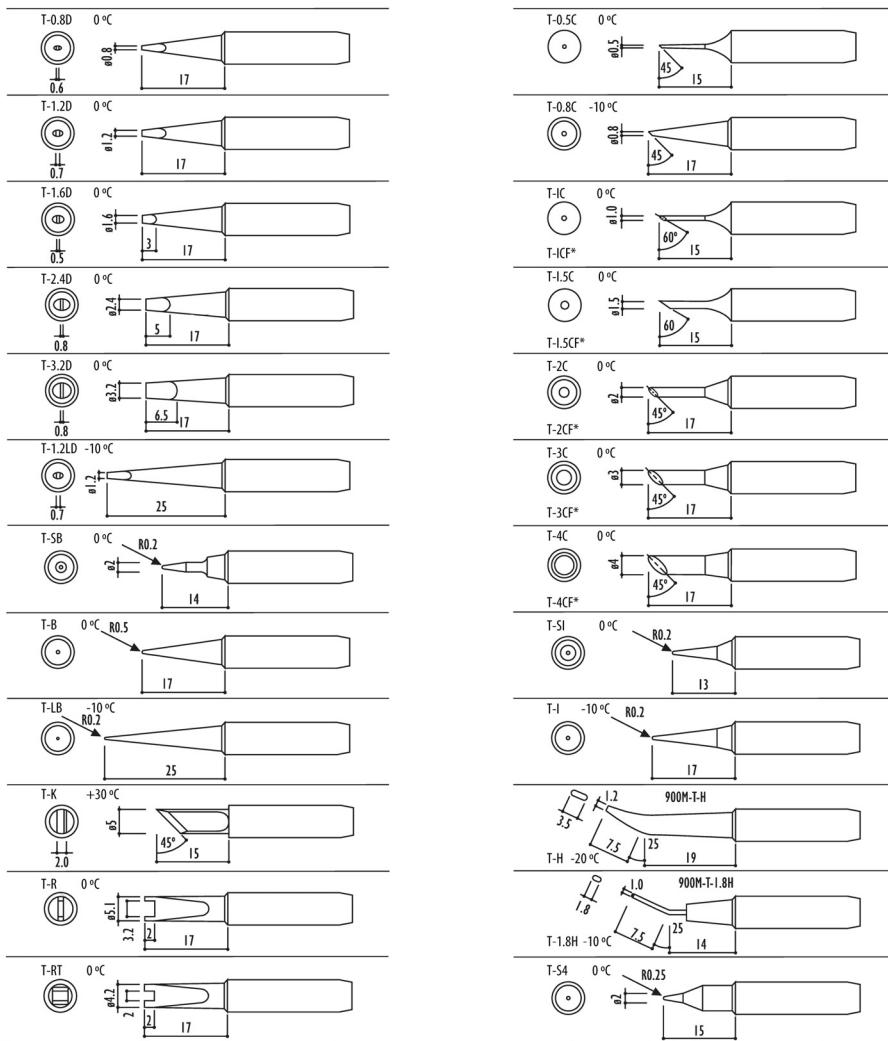 T-0.8D 0 ºC
ø0.8
17
0.6
T-1.2D 0 ºC
ø1.2
17
0.7
T-1.6D 0 ºC
ø1.6
3
17
0.5
T-2.4D 0 ºC
ø2.4
5
17
0.8
T-3.2D 0 ºC
ø3.2
6.5
17
0.8
T-1.2LD -10 ºC
ø1.2
25
0.7
T-SB 0 ºC
R0.2
ø2
14
T-B 0 ºC R0.5
17
T-LB -10 ºC
R0.2
25
T-K +30 ºC
ø5
45º
15
2.0
T-R 0 ºC
ø5.1
3.2
2
17
T-RT 0 ºC
ø4.2
2
2
17
T-0.5C 0 ºC
ø0.5
45
15
T-0.8C -10 ºC
ø0.8
45
17
T-1C 0 ºC
ø1.0
60º
15
T-1CF*
T-1.5C 0 ºC
ø1.5
60
15
T-1.5CF*
T-2C 0 ºC
ø2
45º
17
T-2CF*
T-3C 0 ºC
ø3
45º
17
T-3CF*
T-4C 0 ºC
ø4
45º
17
T-4CF*
T-SI 0 ºC
R0.2
13
T-I -10 ºC
R0.2
17
900M-T-H
1.2
3.5
7.5
25
19
T-H -20 ºC
900M-T-1.8H
1.0
1.8
7.5
25
14
T-1.8H -10 ºC
T-S4 0 ºC
R0.25
ø2
15